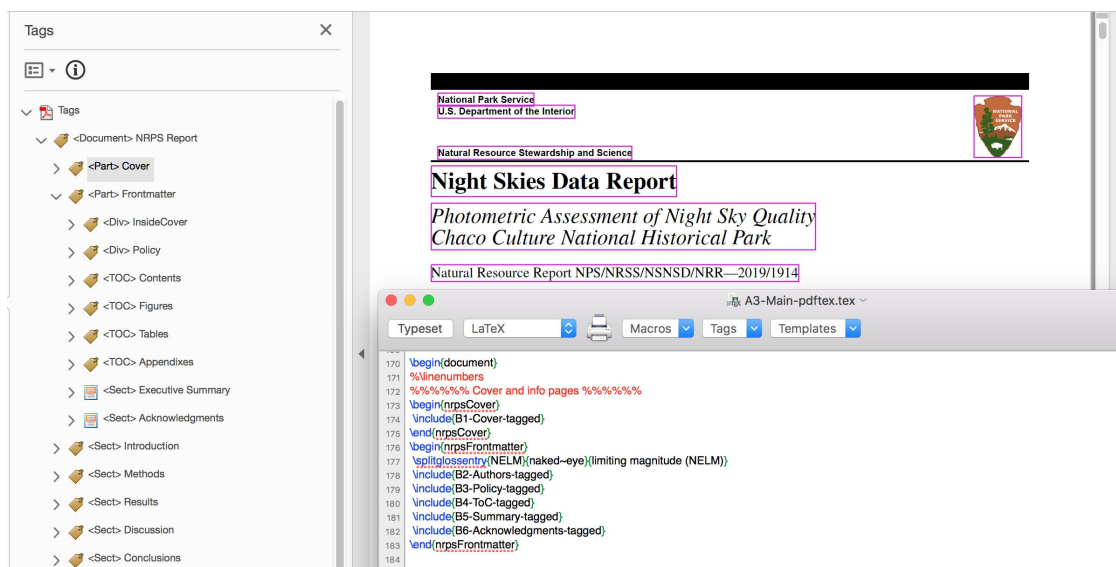 Tags
Tags
<Document> NRPS Report
<Part> Cover
<Part> Frontmatter
<Div> InsideCover
<Div> Policy
<TOC> Contents
<TOC> Figures
<TOC> Tables
<TOC> Appendixes
<Sect> Executive Summary
<Sect> Acknowledgments
<Sect> Introduction
<Sect> Methods
<Sect> Results
<Sect> Discussion
<Sect> Conclusions
National Park Service
U.S. Department of the Interior
NATIONAL
PARK
SERVICE
Natural Resource Stewardship and Science
Night Skies Data Report
Photometric Assessment of Night Sky Quality
Chaco Culture National Historical Park
Natural Resource Report NPS/NRSS/NSNSD/NRR—2019/1914
A3-Main-pdftex.tex
Typeset LaTeX Macros Tags Templates
170 \begin{document}
171 %\linenumbers
172 %%%%%% Cover and info pages %%%%%%
173 \begin{nrpsCover}
174 \include{B1-Cover-tagged}
175 \end{nrpsCover}
176 \begin{nrpsFrontmatter}
177 \splitglossentry{NELM}{naked~eye}{limiting magnitude (NELM)}
178 \include{B2-Authors-tagged}
179 \include{B3-Policy-tagged}
180 \include{B4-ToC-tagged}
181 \include{B5-Summary-tagged}
182 \include{B6-Acknowledgments-tagged}
183 \end{nrpsFrontmatter}
184